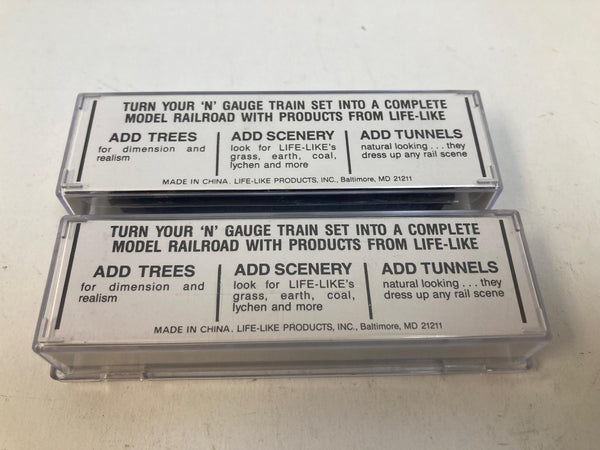 TURN YOUR 'N' GAUGE TRAIN SET INTO A COMPLETE
MODEL RAILROAD WITH PRODUCTS FROM LIFE-LIKE
ADD TREES
for dimension and
realism
ADD SCENERY
look for LIFE-LIKE's
grass, earth, coal,
lychen and more
ADD TUNNELS
natural looking . . . they
dress up any rail scene
MADE IN CHINA. LIFE-LIKE PRODUCTS, INC., Baltimore, MD 21211
TURN YOUR 'N' GAUGE TRAIN SET INTO A COMPLETE
MODEL RAILROAD WITH PRODUCTS FROM LIFE-LIKE
ADD TREES
for dimension and
realism
ADD SCENERY
look for LIFE-LIKE's
grass, earth, coal,
lychen and more
ADD TUNNELS
natural looking . . . they
dress up any rail scene
MADE IN CHINA. LIFE-LIKE PRODUCTS, INC., Baltimore, MD 21211